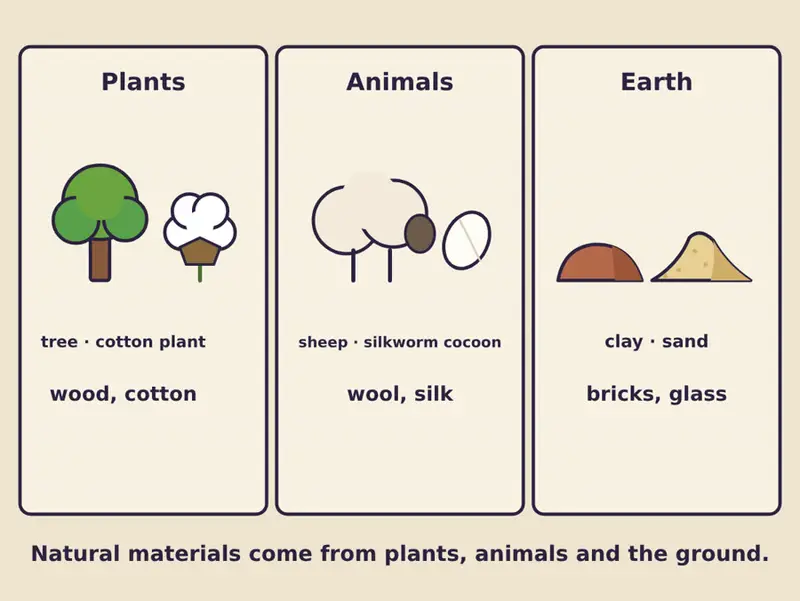 Plants
tree · cotton plant
wood, cotton
Animals
sheep · silkworm cocoon
wool, silk
Earth
clay · sand
bricks, glass
Natural materials come from plants, animals and the ground.